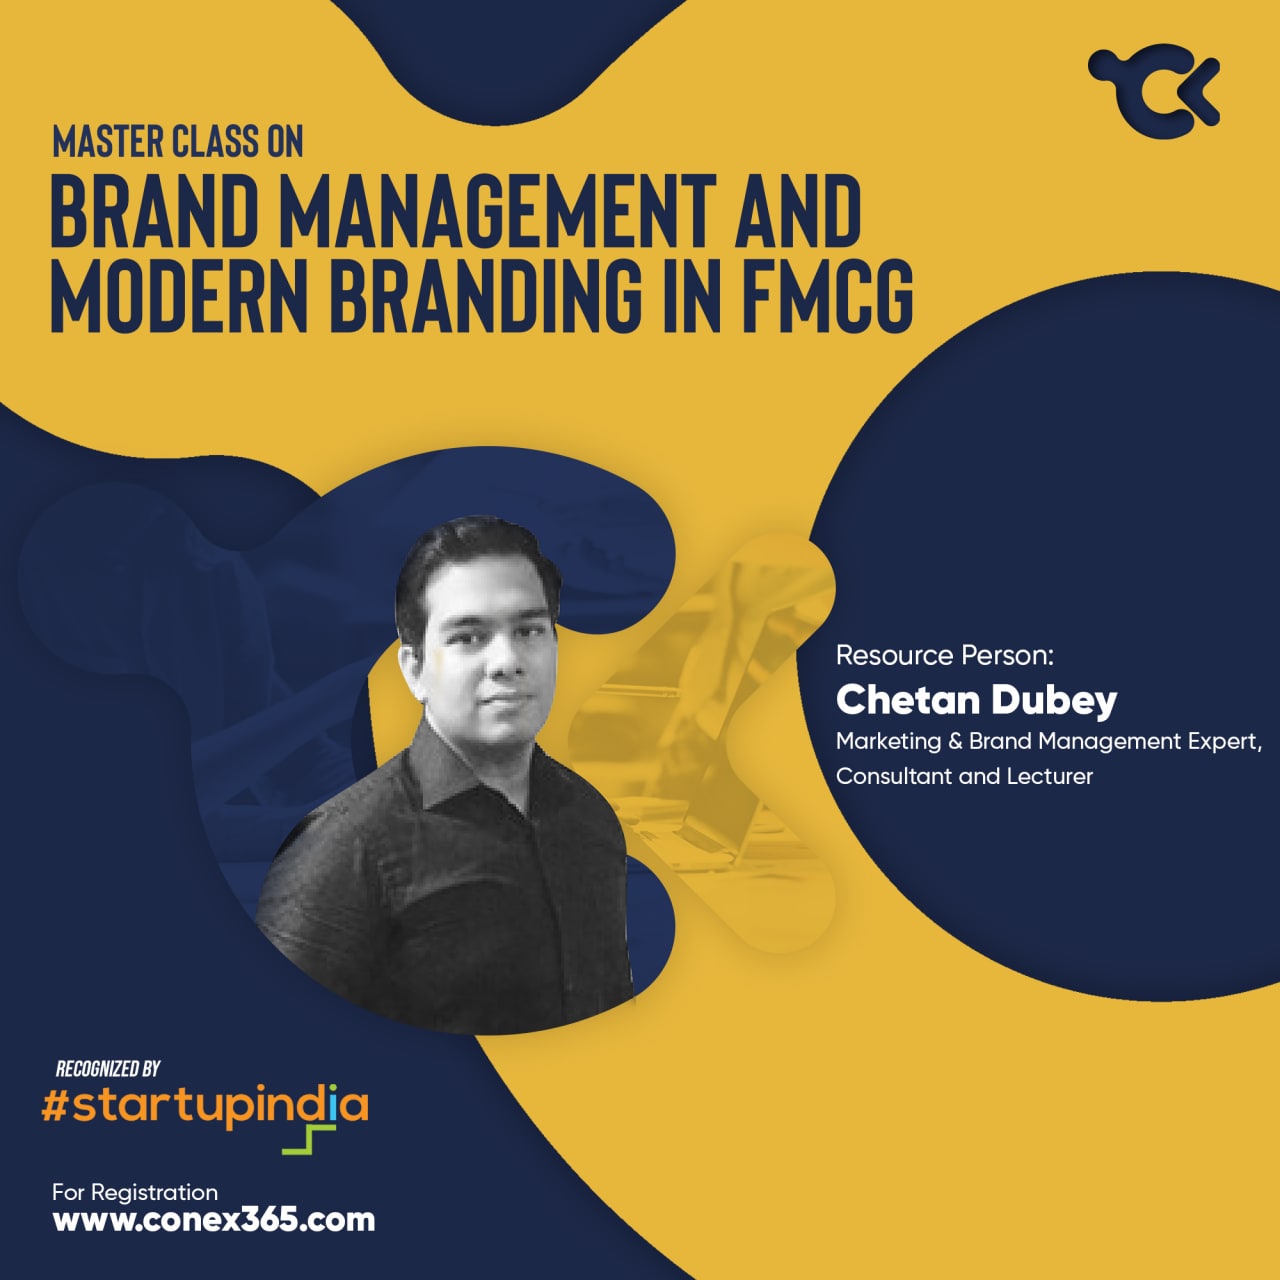 MASTER CLASS ON
BRAND MANAGEMENT AND
MODERN BRANDING IN FMCG
Resource Person:
Chetan Dubey
Marketing & Brand Management Expert,
Consultant and Lecturer
RECOGNIZED BY
#startupindia
For Registration
www.conex365.com